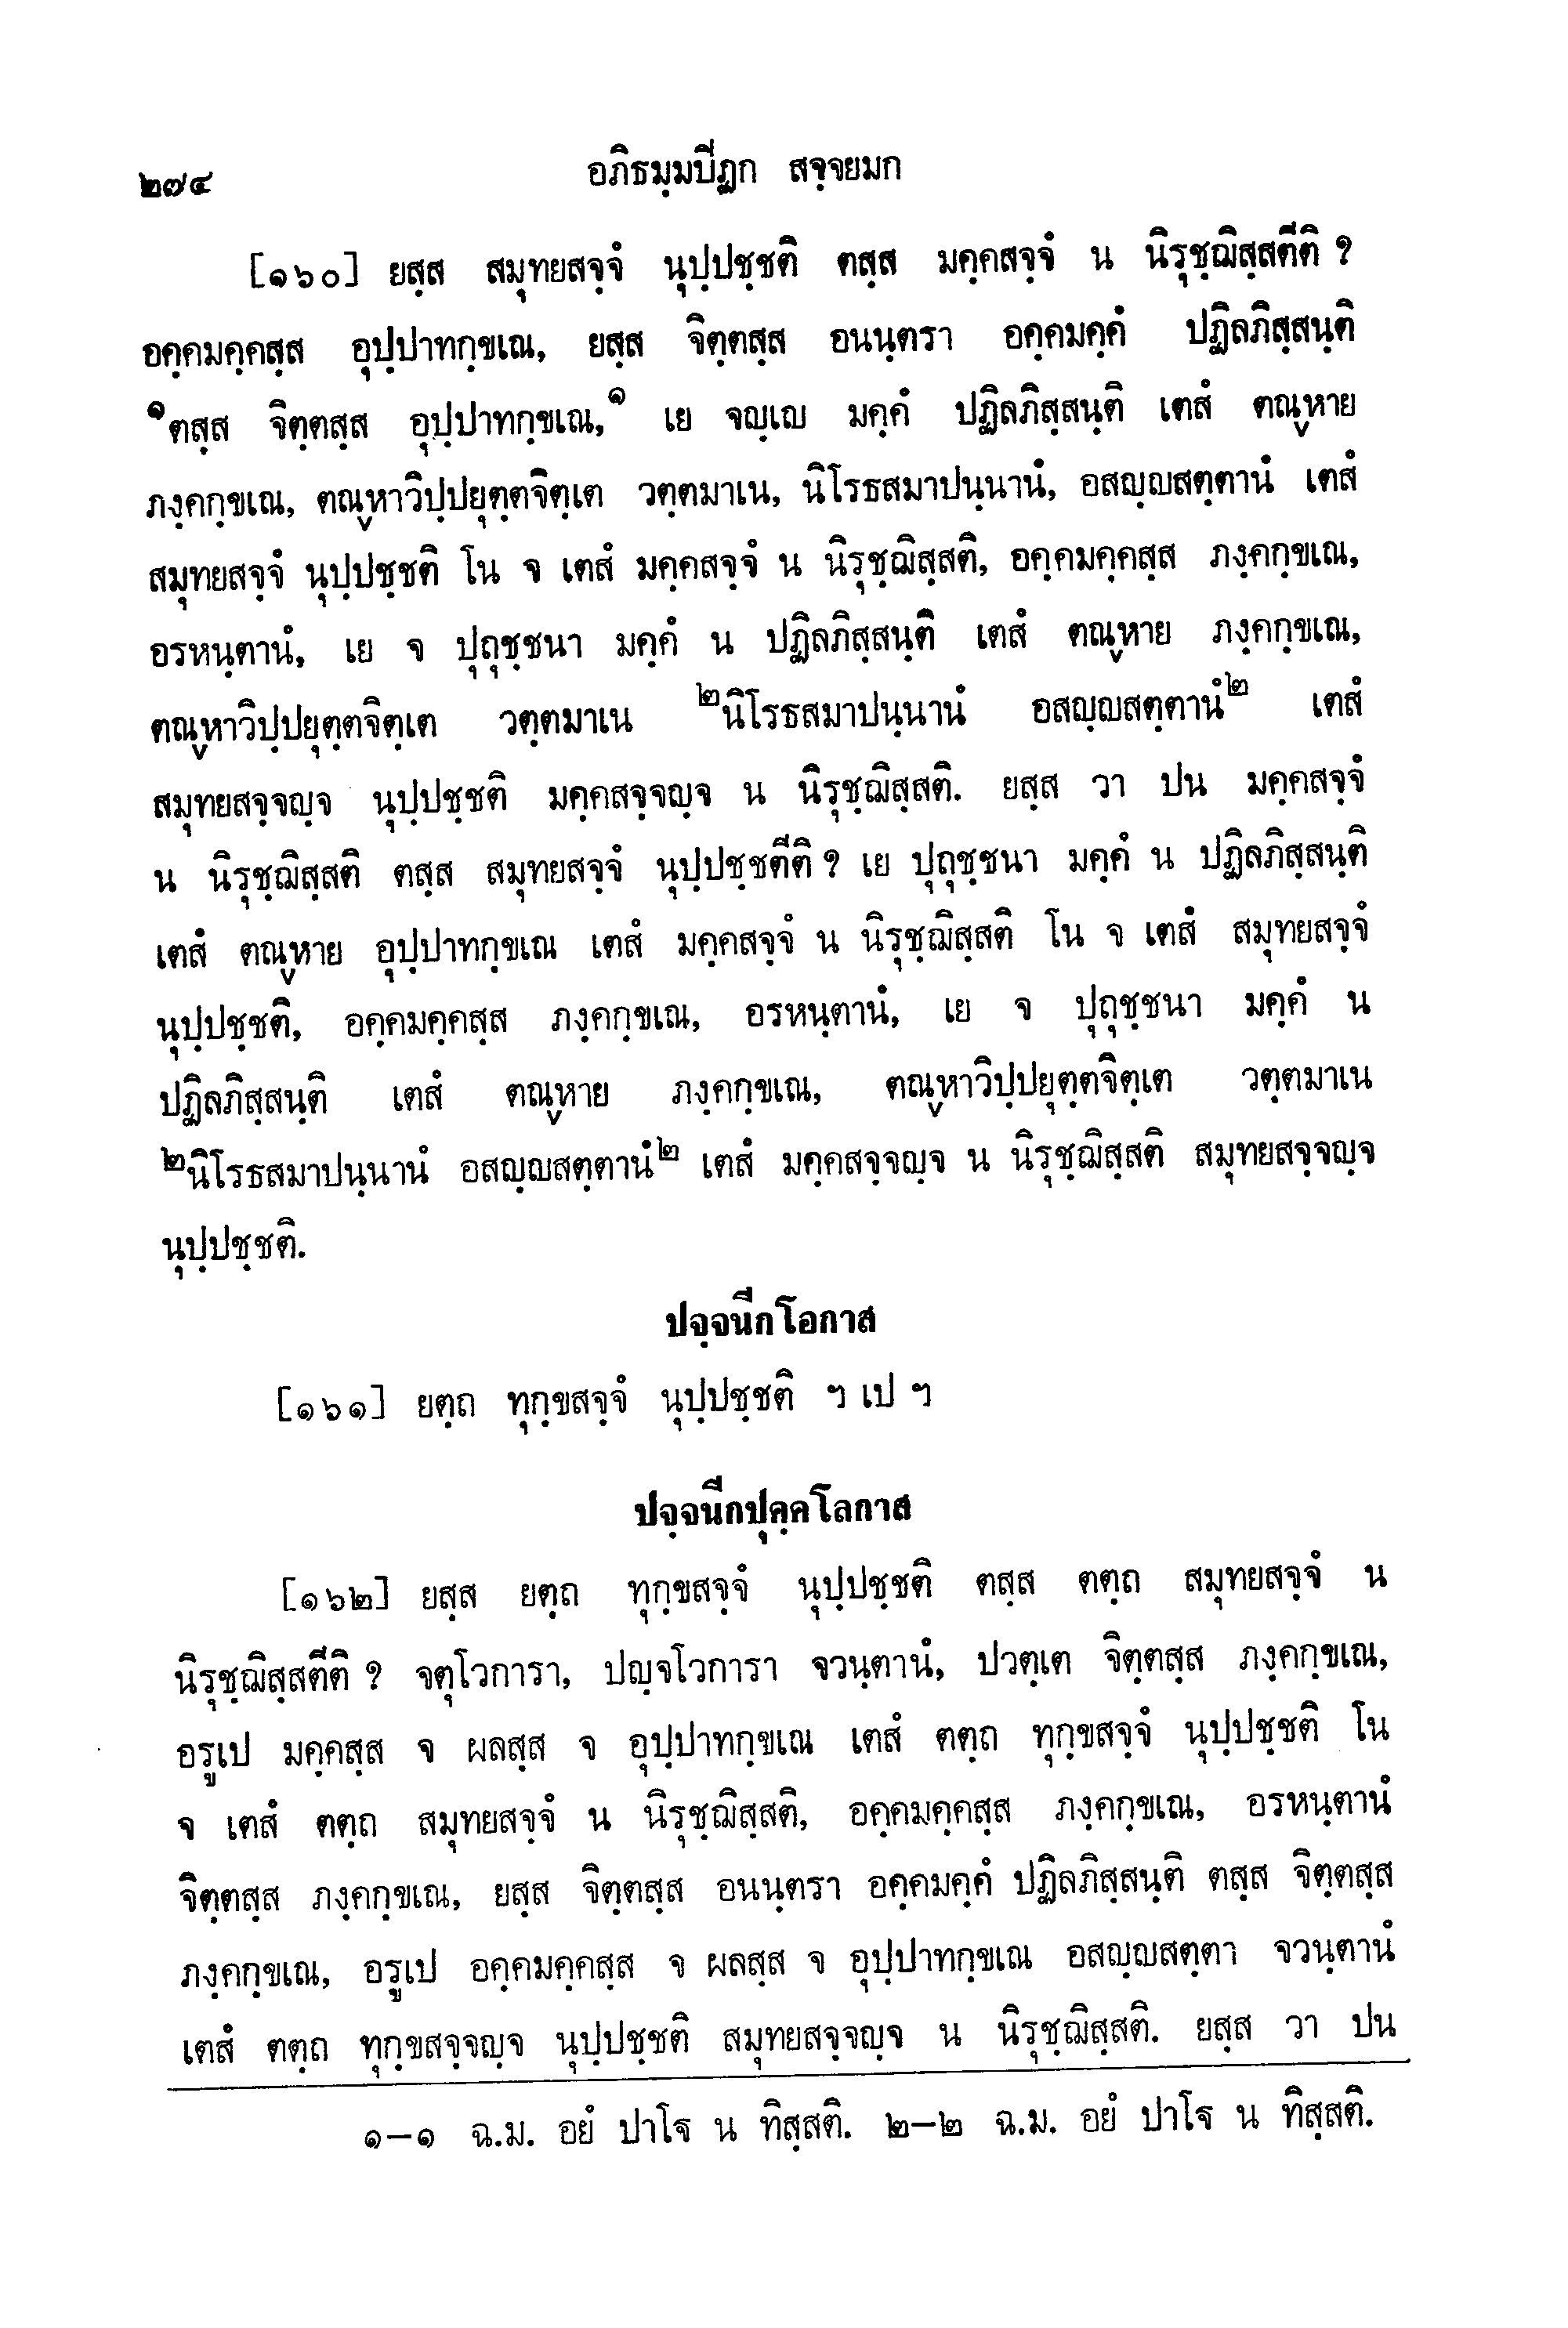 ๒๗๔ อภิธมฺมปีฏก สจฺจยมก
[๑๖๐] ยสฺส สมุทยสจฺจํ นุปฺปชฺชติ ตสฺส มคฺคสจฺจํ น นิรุชฺฌิสฺสตีติ ?
อคฺคมคฺคสฺส อุปฺปาทกฺขเณ, ยสฺส จิตฺตสฺส อนนฺตรา อคฺคมคฺคํ ปฏิลภิสฺสนฺติ
๑ตสฺส จิตฺตสฺส อุปฺปาทกฺขเณ,๑ เย จญฺเญ มคฺคํ ปฏิลภิสฺสนฺติ เตสํ ตณฺหาย
ภงฺคกฺขเณ, ตณฺหาวิปฺปยุตฺตจิตฺเต วตฺตมาเน, นิโรธสมาปนฺนานํ, อสญฺญสตฺตานํ เตสํ
สมุทยสจฺจํ นุปฺปชฺชติ โน จ เตสํ มคฺคสจฺจํ น นิรุชฺฌิสฺสติ, อคฺคมคฺคสฺส ภงฺคกฺขเณ,
อรหนฺตานํ, เย จ ปุถุชฺชนา มคฺคํ น ปฏิลภิสฺสนฺติ เตสํ ตณฺหาย ภงฺคกฺขเณ,
ตณฺหาวิปฺปยุตฺตจิตฺเต วตฺตมาเน ๒นิโรธสมาปนฺนานํ อสญฺญสตฺตานํ๒ เตสํ
สมุทยสจฺจญฺจ นุปฺปชฺชติ มคฺคสจฺจญฺจ น นิรุชฺฌิสฺสติ. ยสฺส วา ปน มคฺคสจฺจํ
น นิรุชฺฌิสฺสติ ตสฺส สมุทยสจฺจํ นุปฺปชฺชตีติ ? เย ปุถุชฺชนา มคฺคํ น ปฏิลภิสฺสนฺติ
เตสํ ตณฺหาย อุปฺปาทกฺขเณ เตสํ มคฺคสจฺจํ น นิรุชฺฌิสฺสติ โน จ เตสํ สมุทยสจฺจํ
นุปฺปชฺชติ, อคฺคมคฺคสฺส ภงฺคกฺขเณ, อรหนฺตานํ, เย จ ปุถุชฺชนา มคฺคํ น
ปฏิลภิสฺสนฺติ เตสํ ตณฺหาย ภงฺคกฺขเณ, ตณฺหาวิปฺปยุตฺตจิตฺเต วตฺตมาเน
๒นิโรธสมาปนฺนานํ อสญฺญสตฺตานํ๒ เตสํ มคฺคสจฺจญฺจ น นิรุชฺฌิสฺสติ สมุทยสจฺจญฺจ
นุปฺปชฺชติ.
ปจฺจนีกโอกาส
[๑๖๑] ยตฺถ ทุกฺขสจฺจํ นุปฺปชฺชติ ฯ เป ฯ
ปจฺจนีกปุคฺคโลกาส
[๑๖๒] ยสฺส ยตฺถ ทุกฺขสจฺจํ นุปฺปชฺชติ ตสฺส ตตฺถ สมุทยสจฺจํ น
นิรุชฺฌิสฺสตีติ ? จตุโวการา, ปญฺจโวการา จวนฺตานํ, ปวตฺเต จิตฺตสฺส ภงฺคกฺขเณ,
อรูเป มคฺคสฺส จ ผลสฺส จ อุปฺปาทกฺขเณ เตสํ ตตฺถ ทุกฺขสจฺจํ นุปฺปชฺชติ โน
จ เตสํ ตตฺถ สมุทยสจฺจํ น นิรุชฺฌิสฺสติ, อคฺคมคฺคสฺส ภงฺคกฺขเณ, อรหนฺตานํ
จิตฺตสฺส ภงฺคกฺขเณ, ยสฺส จิตฺตสฺส อนนฺตรา อคฺคมคฺคํ ปฏิลภิสฺสนฺติ ตสฺส จิตฺตสฺส
ภงฺคกฺขเณ, อรูเป อคฺคมคฺคสฺส จ ผลสฺส จ อุปฺปาทกฺขเณ อสญฺญสตฺตา จวนฺตานํ
เตสํ ตตฺถ ทุกฺขสจฺจญฺจ นุปฺปชฺชติ สมุทยสจฺจญฺจ น นิรุชฺฌิสฺสติ. ยสฺส วา ปน
๑–๑ ฉ.ม. อยํ ปาโฐ น ทิสฺสติ. ๒–๒ ฉ.ม. อยํ ปาโฐ น ทิสฺสติ.